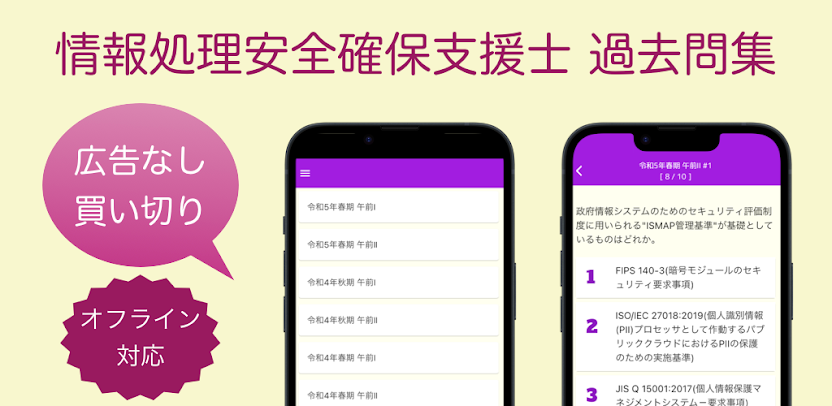 情報処理安全確保支援士 過去問集
広告なし
買い切り
オフライン
対応
令和5年春期 午前I
令和5年春期 午前II
令和4年秋期 午前I
令和4年秋期 午前II
令和4年春期 午前I
令和4年春期 午前II
令和5年春期 午前II #1
[ 8 / 10 ]
政府情報システムのためのセキュリティ評価制
度に用いられる"ISMAP管理基準"が基礎として
いるものはどれか。
1
FIPS 140-3(暗号モジュールのセキ
ュリティ要求事項)
2
ISO/IEC 27018:2019(個人識別情報
(PII)プロセッサとして作動するパブ
リッククラウドにおけるPIIの保護
のための実施基準)
3
JIS Q 15001:2017(個人情報保護マ
ネジメントシステムー要求事項)